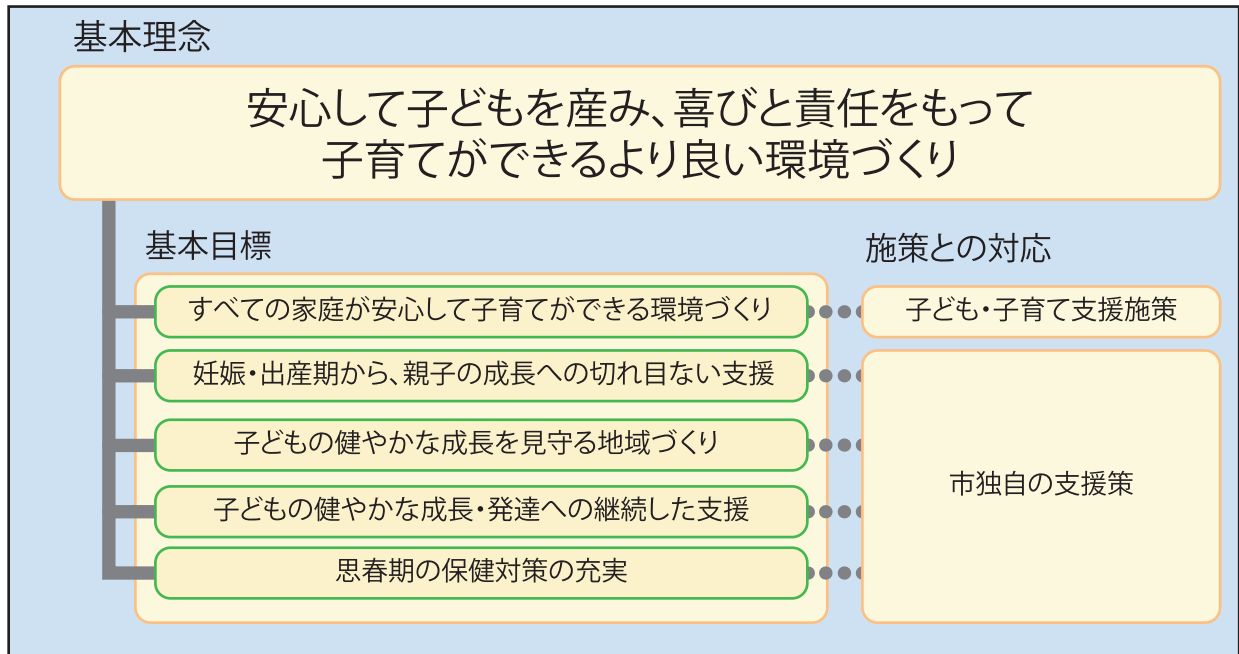 基本理念
安心して子どもを産み、喜びと責任をもって
子育てができるより良い環境づくり
基本目標
施策との対応
すべての家庭が安心して子育てができる環境づくり
子ども・子育て支援施策
妊娠・出産期から、親子の成長への切れ目ない支援
子どもの健やかな成長を見守る地域づくり
市独自の支援策
子どもの健やかな成長・発達への継続した支援
思春期の保健対策の充実